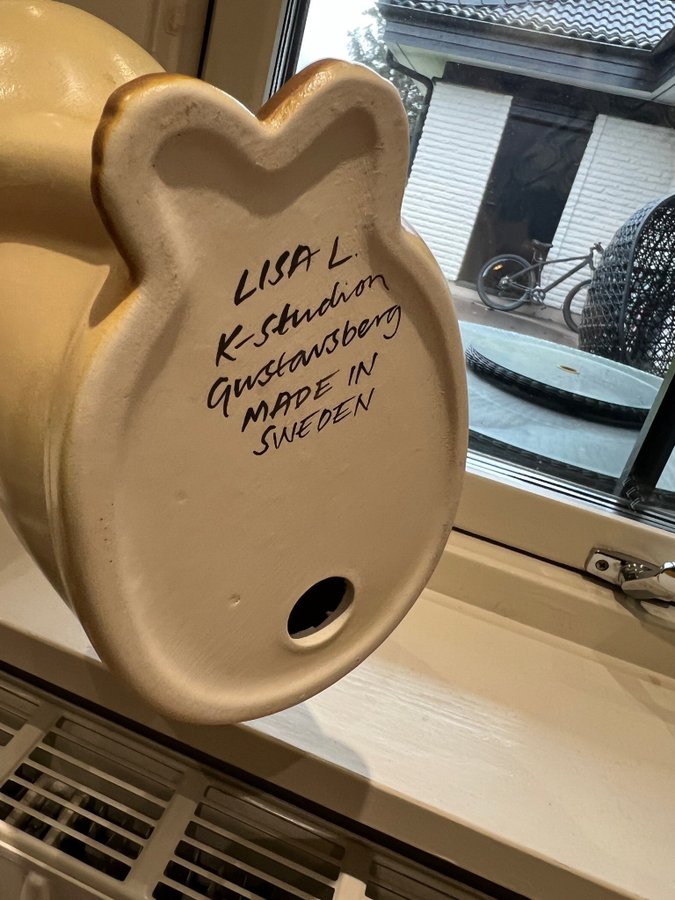 LISA L.
K-Studion
Gustavsberg
MADE IN
SWEDEN